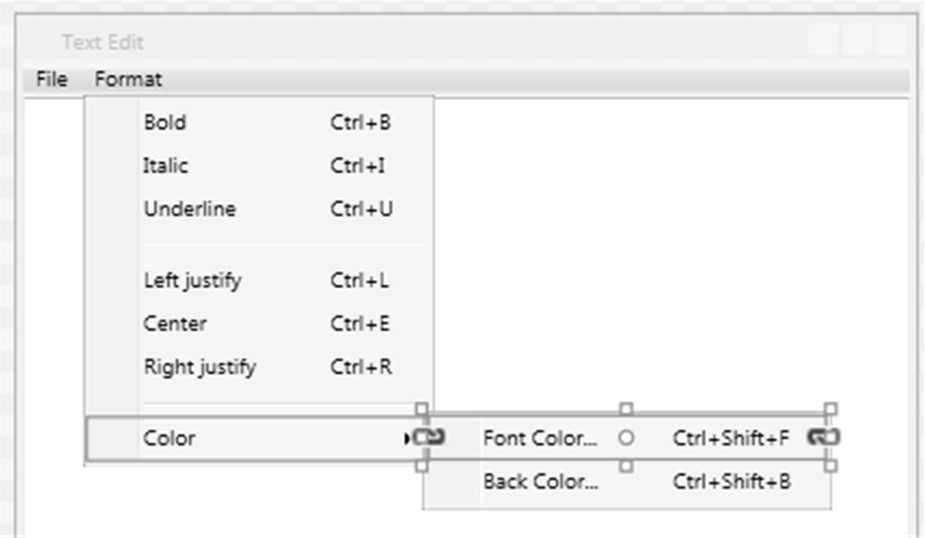 Text Edit
File Format
Bold Ctrl+B
Italic Ctrl+I
Underline Ctrl+U
Left justify Ctrl+L
Center Ctrl+E
Right justify Ctrl+R
Color Font Color... Ctrl+Shift+F
Back Color... Ctrl+Shift+B